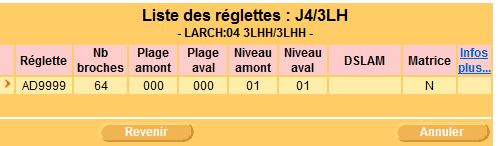 Liste des réglettes : J4/3LH
- LARCH:04 3LHH/3LHH -
Réglette Nb broches Plage amont Plage aval Niveau amont Niveau aval DSLAM Matrice Infos plus...
AD9999 64 000 000 01 01 N
Revenir Annuler